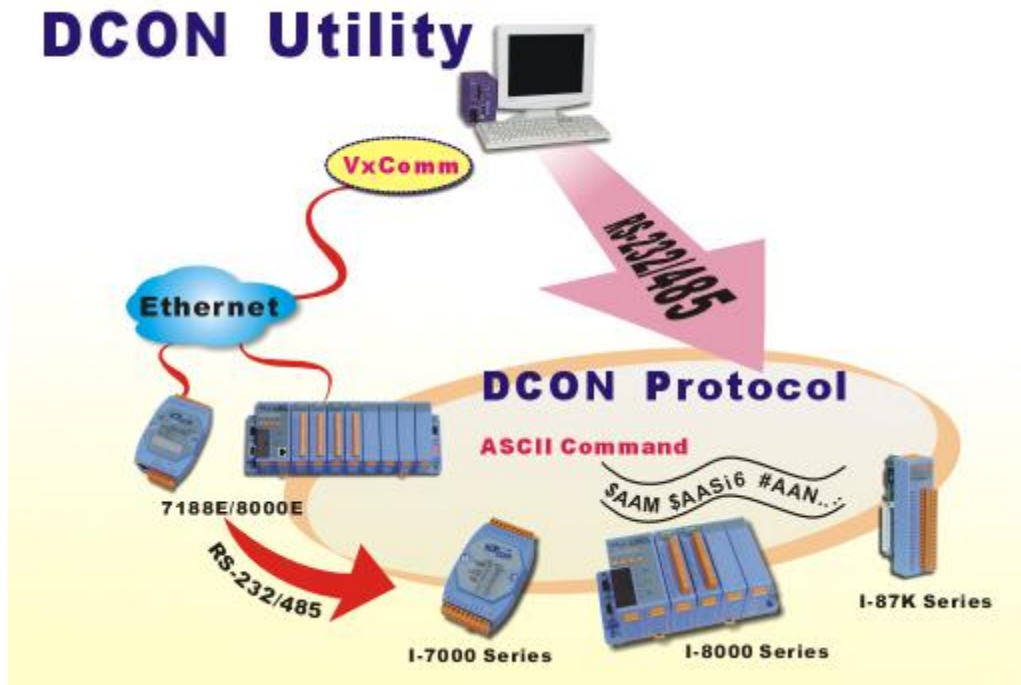 DCON Utility
VxComm
RS-232/485
Ethernet
DCON Protocol
ASCII Command
$AAM $AASi6 #AAN...
7188E/8000E
RS-232/485
I-87K Series
I-7000 Series
I-8000 Series